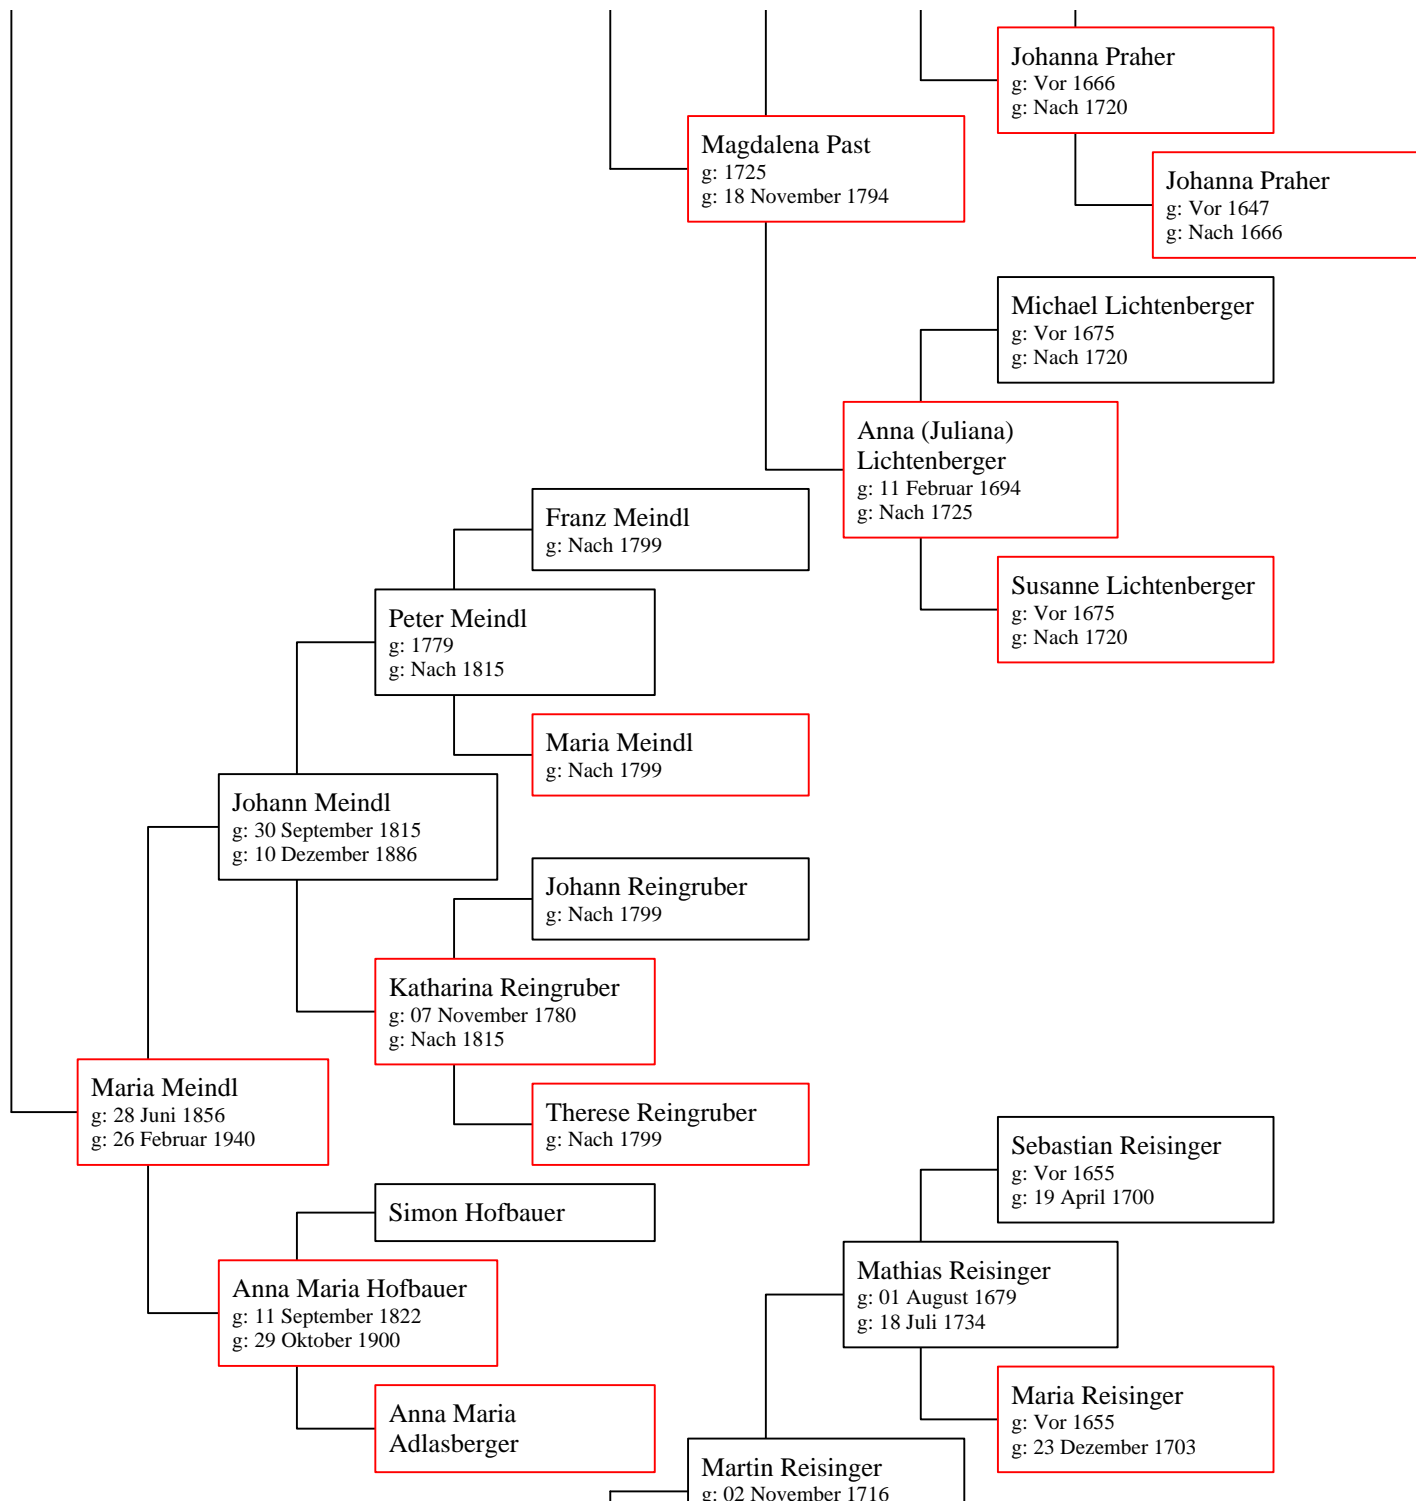 Johanna Praher
g: Vor 1666
g: Nach 1720
Magdalena Past
g: 1725
g: 18 November 1794
Johanna Praher
g: Vor 1647
g: Nach 1666
Michael Lichtenberger
g: Vor 1675
g: Nach 1720
Anna (Juliana)
Lichtenberger
g: 11 Februar 1694
g: Nach 1725
Franz Meindl
g: Nach 1799
Susanne Lichtenberger
g: Vor 1675
g: Nach 1720
Peter Meindl
g: 1779
g: Nach 1815
Maria Meindl
g: Nach 1799
Johann Meindl
g: 30 September 1815
g: 10 Dezember 1886
Johann Reingruber
g: Nach 1799
Katharina Reingruber
g: 07 November 1780
g: Nach 1815
Maria Meindl
g: 28 Juni 1856
g: 26 Februar 1940
Therese Reingruber
g: Nach 1799
Sebastian Reisinger
g: Vor 1655
g: 19 April 1700
Simon Hofbauer
Anna Maria Hofbauer
g: 11 September 1822
g: 29 Oktober 1900
Mathias Reisinger
g: 01 August 1679
g: 18 Juli 1734
Anna Maria
Adlasberger
Maria Reisinger
g: Vor 1655
g: 23 Dezember 1703
Martin Reisinger
g: 02 November 1716